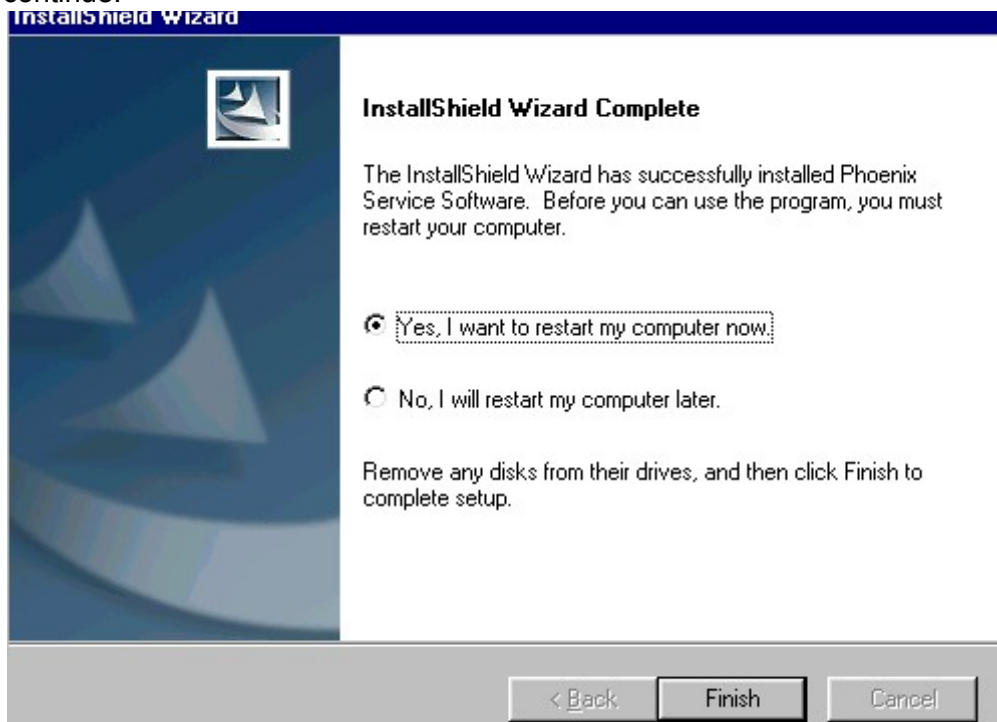 continue.
InstallShield Wizard
InstallShield Wizard Complete
The InstallShield Wizard has successfully installed Phoenix
Service Software.  Before you can use the program, you must
restart your computer.
Yes, I want to restart my computer now.
No, I will restart my computer later.
Remove any disks from their drives, and then click Finish to
complete setup.
< Back
Finish
Cancel